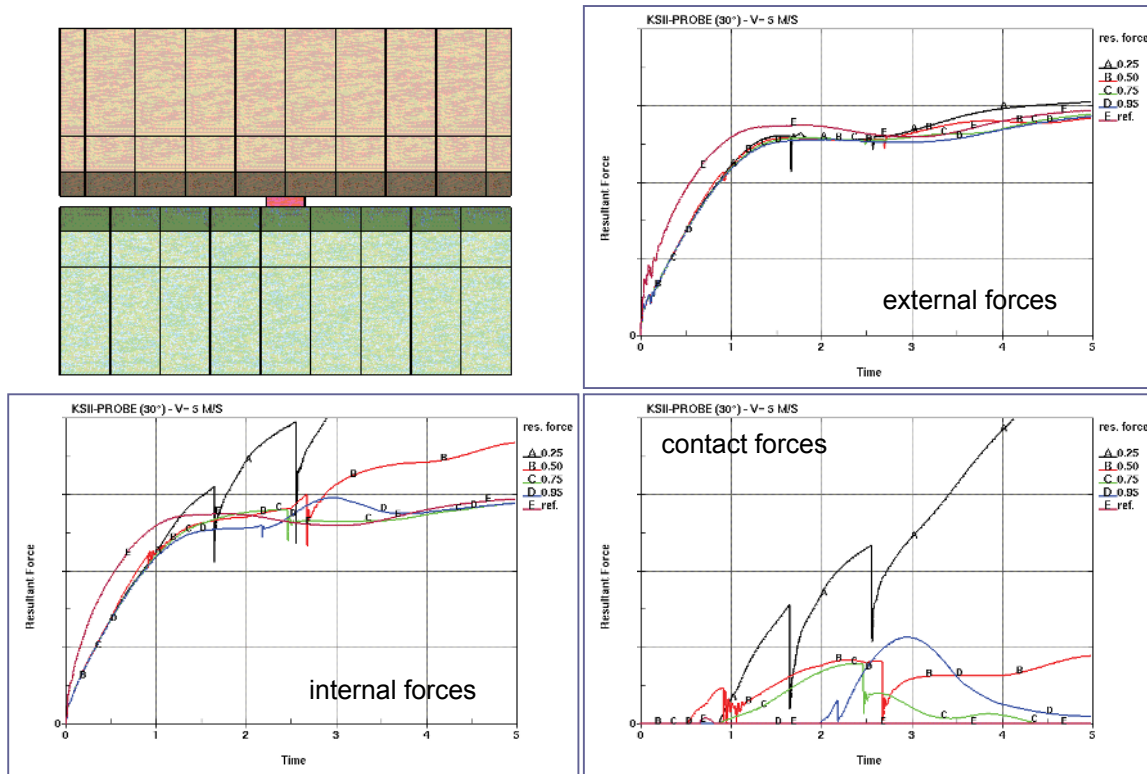 KSII-PROBE (30°) - V= 5 M/S
res. force
A 0.25
B 0.50
C 0.75
D 0.95
E ref.
Resultant Force
external forces
0
0 1 2 3 4 5
Time
KSII-PROBE (30°) - V= 5 M/S
res. force
A 0.25
B 0.50
C 0.75
D 0.95
E ref.
Resultant Force
internal forces
0
0 1 2 3 4 5
Time
KSII-PROBE (30°) - V= 5 M/S
contact forces
res. force
A 0.25
B 0.50
C 0.75
D 0.95
E ref.
Resultant Force
0
0 1 2 3 4 5
Time